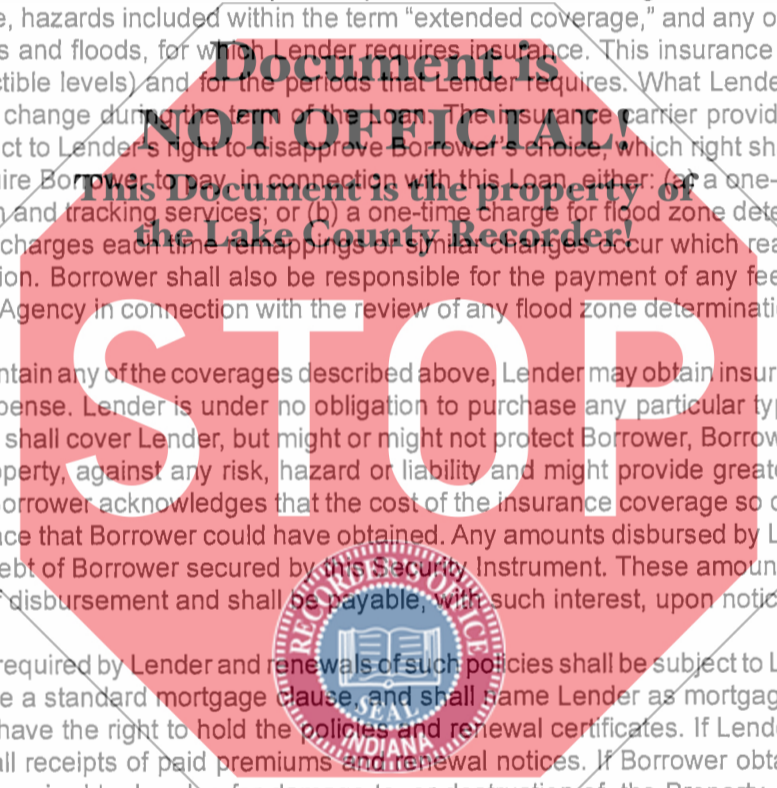 e, hazards included within the term “extended coverage,” and any o
s and floods, for which Lender requires insurance. This insurance
Document is
tible levels) and for the periods that Lender requires. What Lende
change during the term of the Loan. The insurance carrier provid
NOT OFFICIAL!
ct to Lender's right to disapprove Borrower's choice, which right sh
ire Borrower to pay, in connection with this Loan, either: (a) a one-
This Document is the property of
n and tracking services; or (b) a one-time charge for flood zone dete
the Lake County Recorder!
charges each time remappings or similar changes occur which rea
ion. Borrower shall also be responsible for the payment of any fee
Agency in connection with the review of any flood zone determinati
STOP
ntain any of the coverages described above, Lender may obtain insur
pense. Lender is under no obligation to purchase any particular typ
shall cover Lender, but might or might not protect Borrower, Borrow
perty, against any risk, hazard or liability and might provide greate
orrower acknowledges that the cost of the insurance coverage so o
ce that Borrower could have obtained. Any amounts disbursed by L
ebt of Borrower secured by this Security Instrument. These amoun
f disbursement and shall be payable, with such interest, upon notic
RECORDER'S OFFICE
SEAL
INDIANA
required by Lender and renewals of such policies shall be subject to L
e a standard mortgage clause, and shall name Lender as mortgag
have the right to hold the policies and renewal certificates. If Lende
all receipts of paid premiums and renewal notices. If Borrower obta